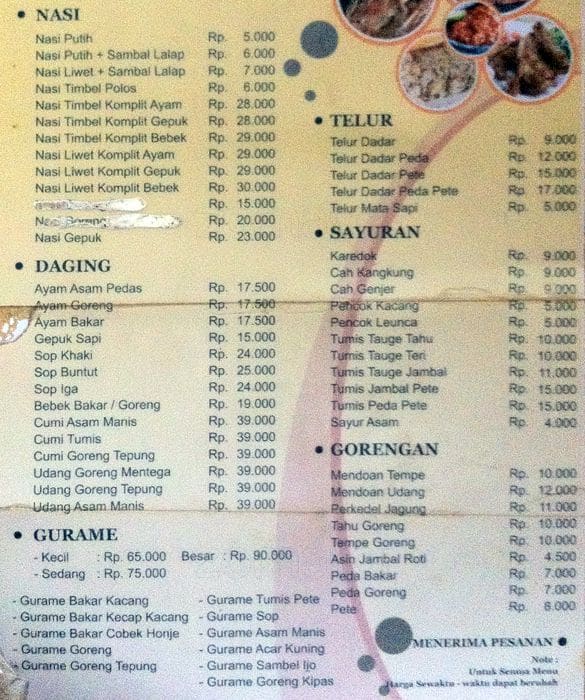 • NASI
Nasi Putih Rp. 5.000
Nasi Putih + Sambal Lalap Rp. 6.000
Nasi Liwet + Sambal Lalap Rp. 7.000
Nasi Timbel Polos Rp. 6.000
Nasi Timbel Komplit Ayam Rp. 28.000
Nasi Timbel Komplit Gepuk Rp. 28.000
Nasi Timbel Komplit Bebek Rp. 29.000
Nasi Liwet Komplit Ayam Rp. 29.000
Nasi Liwet Komplit Gepuk Rp. 29.000
Nasi Liwet Komplit Bebek Rp. 30.000
Rp. 15.000
Rp. 20.000
Nasi Gepuk Rp. 23.000
• DAGING
Ayam Asam Pedas Rp. 17.500
Ayam Goreng Rp. 17.500
Ayam Bakar Rp. 17.500
Gepuk Sapi Rp. 15.000
Sop Khaki Rp. 24.000
Sop Buntut Rp. 25.000
Sop Iga Rp. 24.000
Bebek Bakar / Goreng Rp. 19.000
Cumi Asam Manis Rp. 39.000
Cumi Tumis Rp. 39.000
Cumi Goreng Tepung Rp. 39.000
Udang Goreng Mentega Rp. 39.000
Udang Goreng Tepung Rp. 39.000
Udang Asam Manis Rp. 39.000
• GURAME
- Kecil : Rp. 65.000 Besar : Rp. 90.000
- Sedang : Rp. 75.000
- Gurame Bakar Kacang
- Gurame Bakar Kecap Kacang
- Gurame Bakar Cobek Honje
- Gurame Goreng
- Gurame Goreng Tepung
- Gurame Tumis Pete
- Gurame Sop
- Gurame Asam Manis
- Gurame Acar Kuning
- Gurame Sambel Ijo
- Gurame Goreng Kipas
• TELUR
Telur Dadar Rp. 9.000
Telur Dadar Peda Rp. 12.000
Telur Dadar Pete Rp. 15.000
Telur Dadar Peda Pete Rp. 17.000
Telur Mata Sapi Rp. 5.000
• SAYURAN
Karedok Rp. 9.000
Cah Kangkung Rp. 9.000
Cah Genjer Rp. 9.000
Pencok Kacang Rp. 5.000
Pencok Leunca Rp. 5.000
Tumis Tauge Tahu Rp. 10.000
Tumis Tauge Teri Rp. 10.000
Tumis Tauge Jambal Rp. 11.000
Tumis Jambal Pete Rp. 15.000
Tumis Peda Pete Rp. 15.000
Sayur Asam Rp. 4.000
• GORENGAN
Mendoan Tempe Rp. 10.000
Mendoan Udang Rp. 12.000
Perkedel Jagung Rp. 11.000
Tahu Goreng Rp. 10.000
Tempe Goreng Rp. 10.000
Asin Jambal Roti Rp. 4.500
Peda Bakar Rp. 7.000
Peda Goreng Rp. 7.000
Pete Rp. 8.000
MENERIMA PESANAN •
Note :
Untuk Semua Menu
Harga Sewaktu - waktu dapat berubah